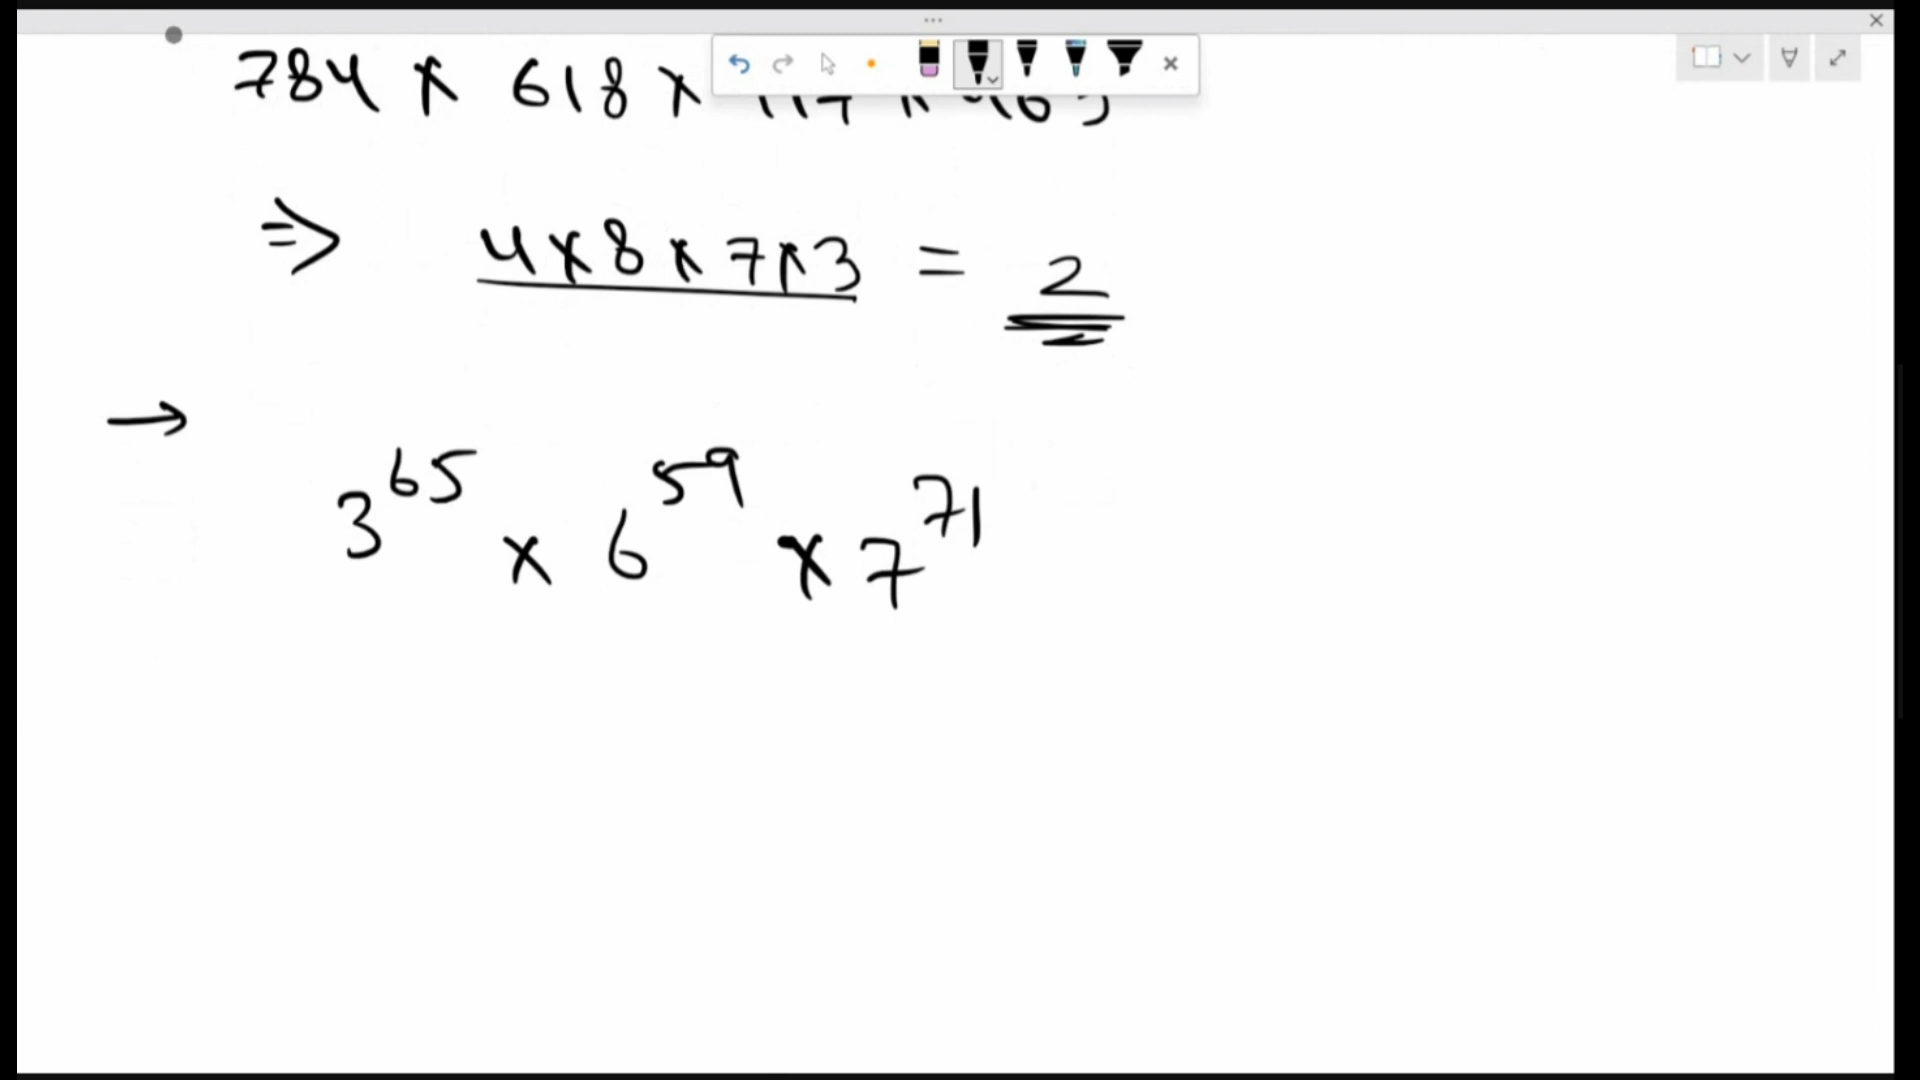 784 x 618 x
=> 4x8x7x3 = 2
→
3^65 x 6^59 x 7^71